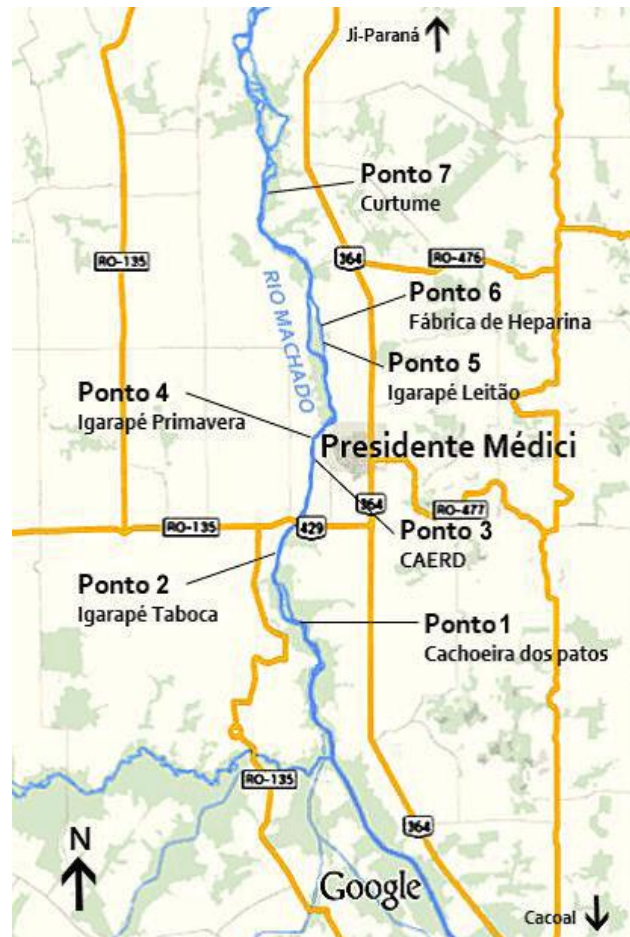 Ji-Paraná
Ponto 7
Curtume
RO-135
364
RO-476
RIO MACHADO
Ponto 6
Fábrica de Heparina
Ponto 5
Igarapé Leitão
Ponto 4
Igarapé Primavera
Presidente Médici
364
RO-477
RO-135
429
Ponto 3
CAERD
Ponto 2
Igarapé Taboca
Ponto 1
Cachoeira dos patos
RO-135
364
N
Google
Cacoal